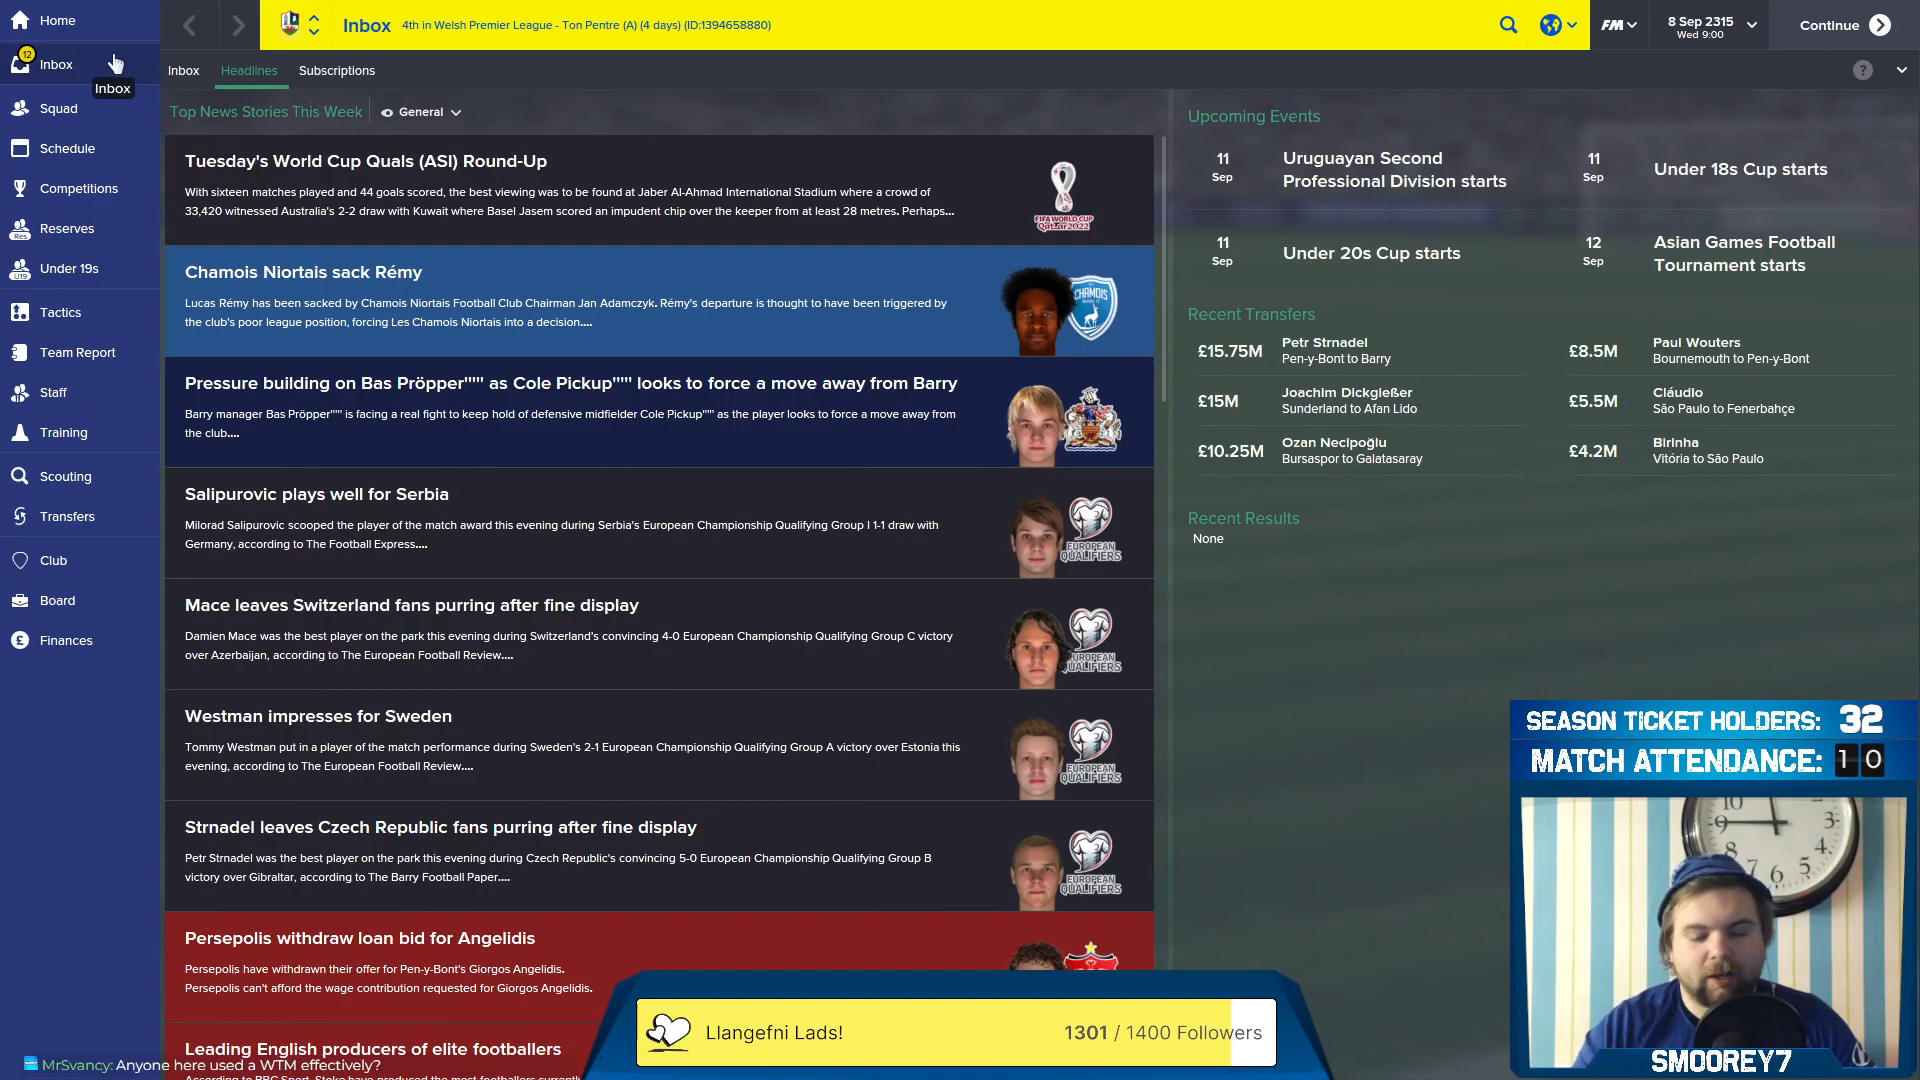 Home
12
Inbox
Inbox
Squad
Schedule
Competitions
Res
Reserves
U19
Under 19s
Tactics
Team Report
Staff
Training
Scouting
Transfers
Club
Board
£
Finances
Inbox
4th in Welsh Premier League - Ton Pentre (A) (4 days) (ID:1394658880)
FM
8 Sep 2315
Wed 9:00
Continue
Inbox
Headlines
Subscriptions
?
Top News Stories This Week
General
Tuesday's World Cup Quals (ASI) Round-Up
With sixteen matches played and 44 goals scored, the best viewing was to be found at Jaber Al-Ahmad International Stadium where a crowd of
33,420 witnessed Australia's 2-2 draw with Kuwait where Basel Jasem scored an impudent chip over the keeper from at least 28 metres. Perhaps...
FIFA WORLD CUP
Qatar2022
Chamois Niortais sack Rémy
Lucas Rémy has been sacked by Chamois Niortais Football Club Chairman Jan Adamczyk. Rémy's departure is thought to have been triggered by
the club's poor league position, forcing Les Chamois Niortais into a decision....
CHAMOIS
Pressure building on Bas Pröpper''''' as Cole Pickup''''' looks to force a move away from Barry
Barry manager Bas Pröpper''''' is facing a real fight to keep hold of defensive midfielder Cole Pickup''''' as the player looks to force a move away from
the club....
Salipurovic plays well for Serbia
Milorad Salipurovic scooped the player of the match award this evening during Serbia's European Championship Qualifying Group I 1-1 draw with
Germany, according to The Football Express....
EUROPEAN
QUALIFIERS
Mace leaves Switzerland fans purring after fine display
Damien Mace was the best player on the park this evening during Switzerland's convincing 4-0 European Championship Qualifying Group C victory
over Azerbaijan, according to The European Football Review....
EUROPEAN
QUALIFIERS
Westman impresses for Sweden
Tommy Westman put in a player of the match performance during Sweden's 2-1 European Championship Qualifying Group A victory over Estonia this
evening, according to The European Football Review....
EUROPEAN
QUALIFIERS
Strnadel leaves Czech Republic fans purring after fine display
Petr Strnadel was the best player on the park this evening during Czech Republic's convincing 5-0 European Championship Qualifying Group B
victory over Gibraltar, according to The Barry Football Paper....
EUROPEAN
QUALIFIERS
Persepolis withdraw loan bid for Angelidis
Persepolis have withdrawn their offer for Pen-y-Bont's Giorgos Angelidis.
Persepolis can't afford the wage contribution requested for Giorgos Angelidis.
Leading English producers of elite footballers
MrSvancy: Anyone here used a WTM effectively?
Upcoming Events
11
Sep
Uruguayan Second
Professional Division starts
11
Sep
Under 18s Cup starts
11
Sep
Under 20s Cup starts
12
Sep
Asian Games Football
Tournament starts
Recent Transfers
£15.75M
Petr Strnadel
Pen-y-Bont to Barry
£8.5M
Paul Wouters
Bournemouth to Pen-y-Bont
£15M
Joachim Dickgießer
Sunderland to Afan Lido
£5.5M
Cláudio
São Paulo to Fenerbahçe
£10.25M
Ozan Necipoğlu
Bursaspor to Galatasaray
£4.2M
Birinha
Vitória to São Paulo
Recent Results
None
SEASON TICKET HOLDERS: 32
MATCH ATTENDANCE: 10
10
9
8
7
6
5
4
3
2
SMOOREY7
Llangefni Lads!
1301 / 1400 Followers